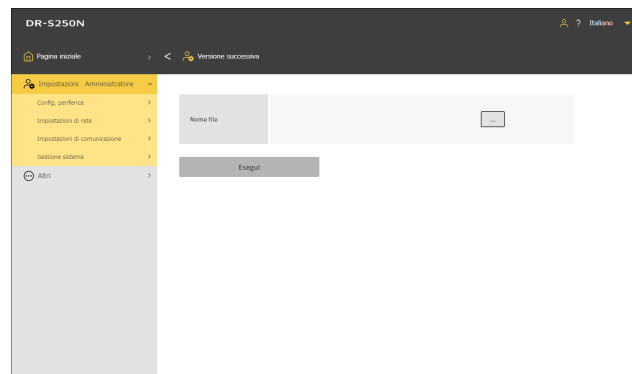 DR-S250N
? Italiano
Pagina iniziale
Versione successiva
Impostazioni Amministratore
Config. periferica
Impostazioni di rete
Impostazioni di comunicazione
Gestione sistema
Altri
Nome file
...
Esegui